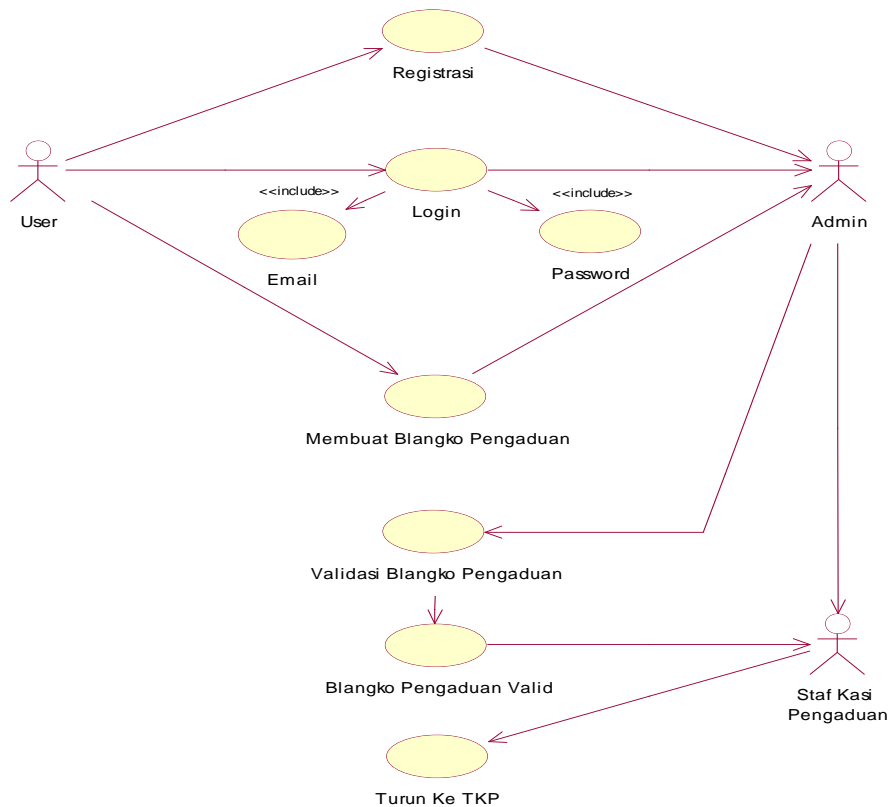 Registrasi
User
Login
Admin
<<include>>
<<include>>
Email
Password
Membuat Blangko Pengaduan
Validasi Blangko Pengaduan
Blangko Pengaduan Valid
Staf Kasi
Pengaduan
Turun Ke TKP